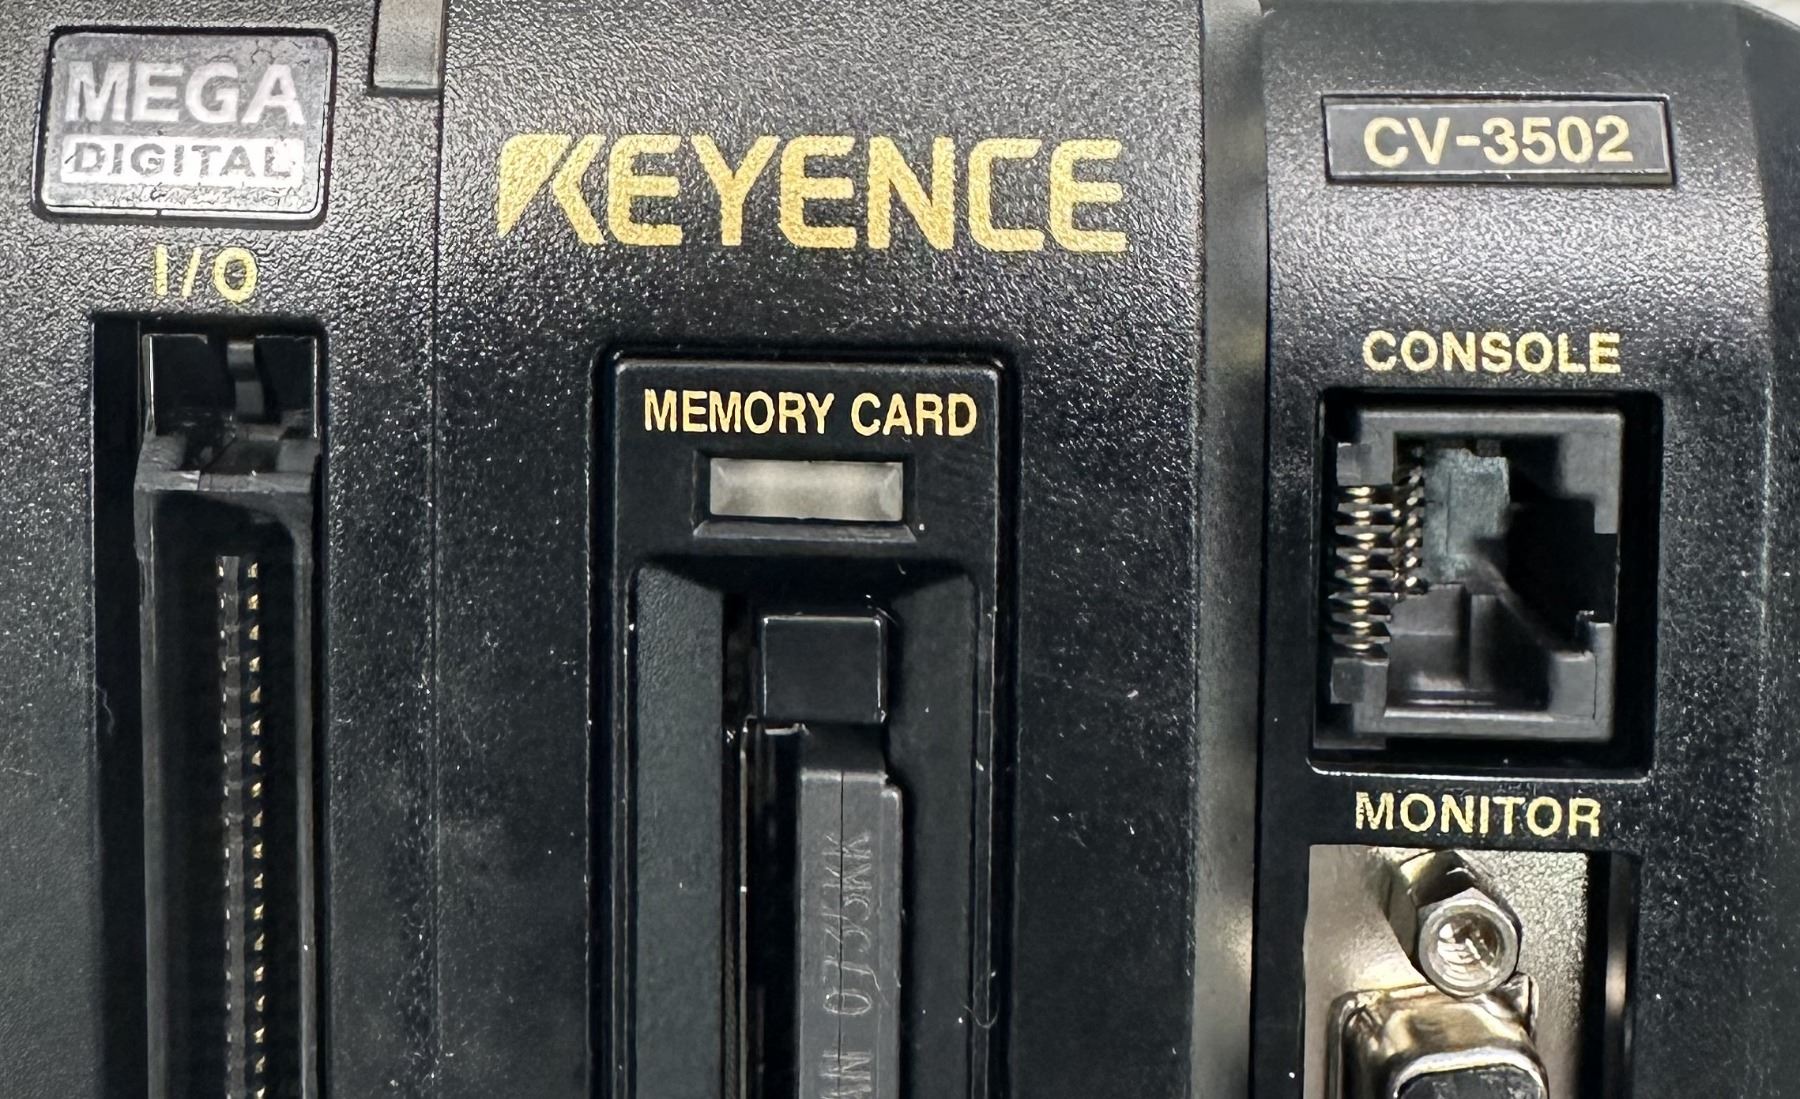 MEGA
DIGITAL
I/O
KEYENCE
MEMORY CARD
CV-3502
CONSOLE
MONITOR